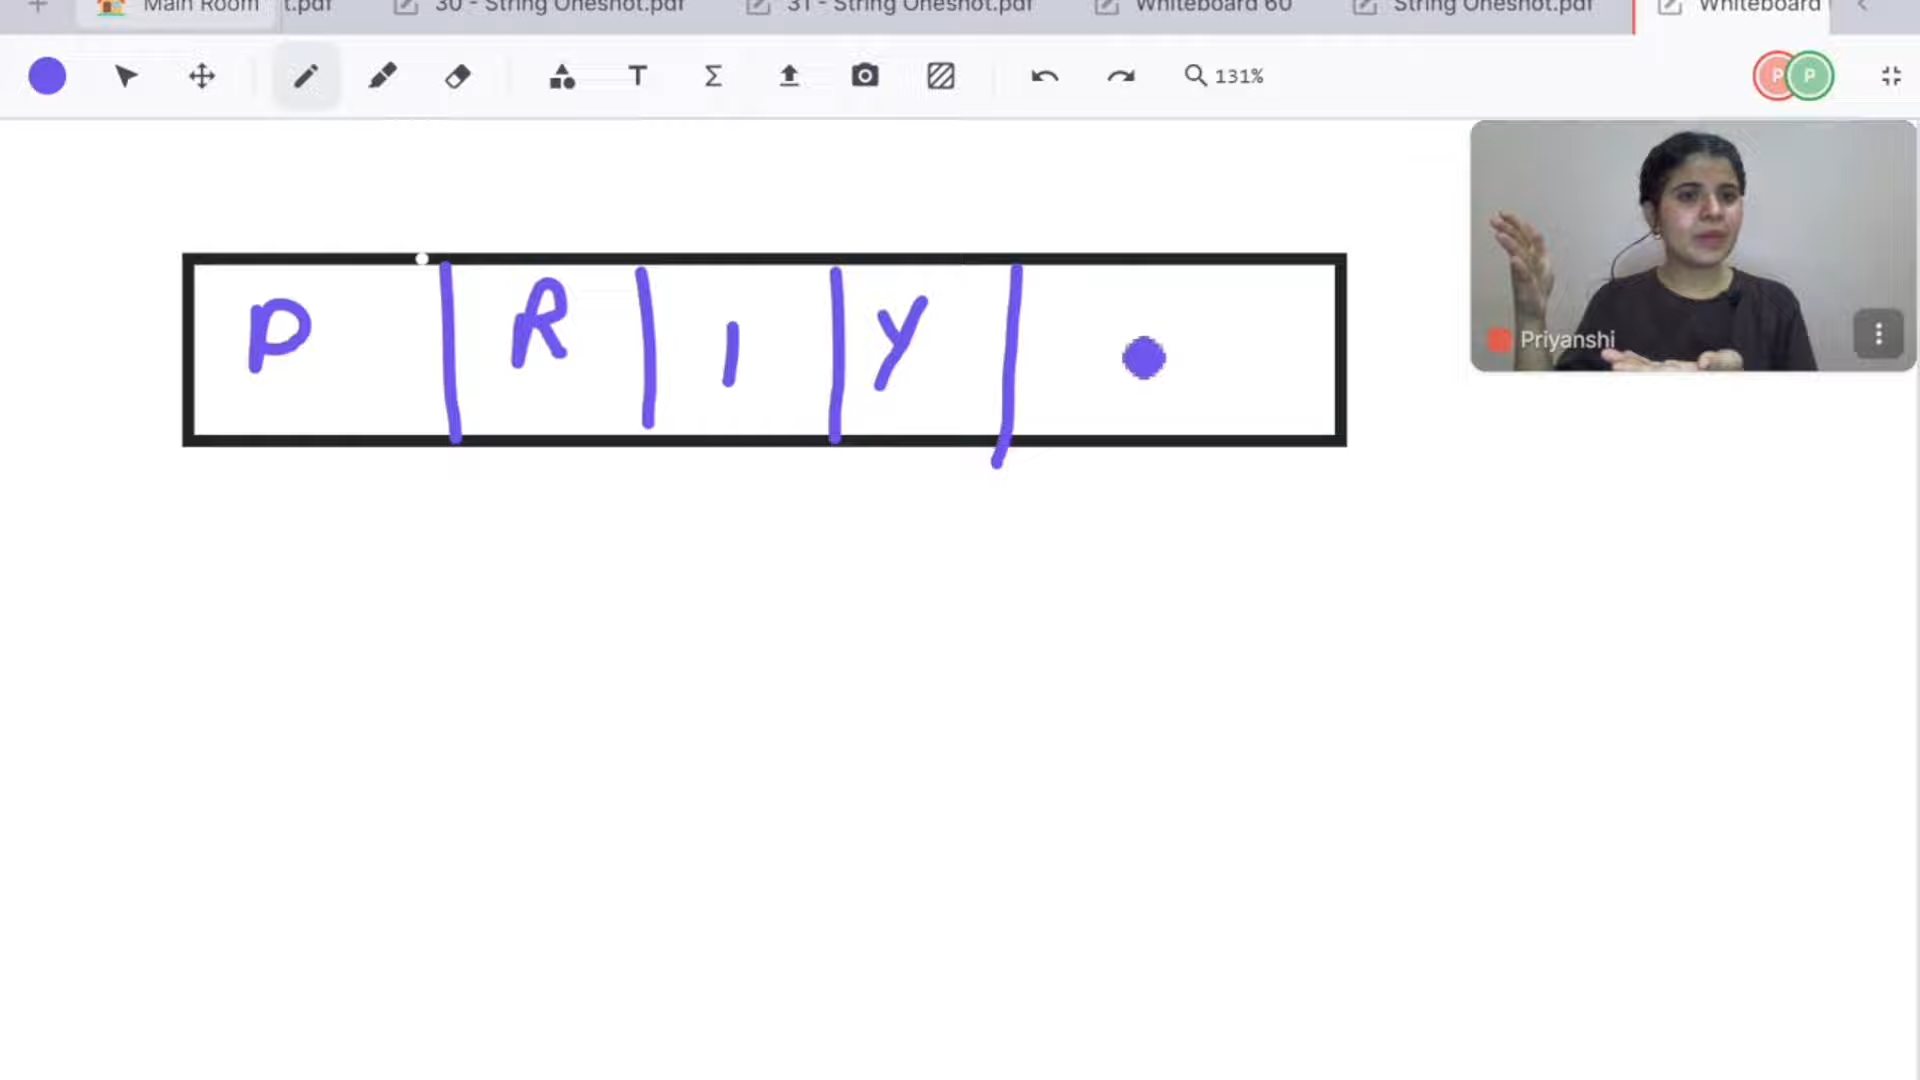 Main Room
t.pdf
30 - String Oneshot.pdf
31 - String Oneshot.pdf
Whiteboard 60
String Oneshot.pdf
Whiteboard
T Σ 131% P P
P R I Y
Priyanshi